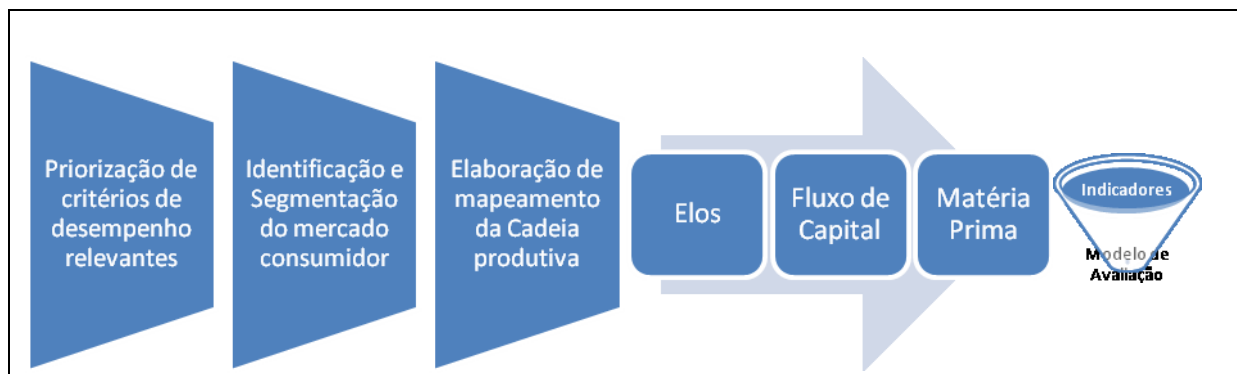 Priorização de
critérios de
desempenho
relevantes
Identificação e
Segmentação
do mercado
consumidor
Elaboração de
mapeamento
da Cadeia
produtiva
Elos
Fluxo de
Capital
Matéria
Prima
Indicadores
Modelo de
Avaliação